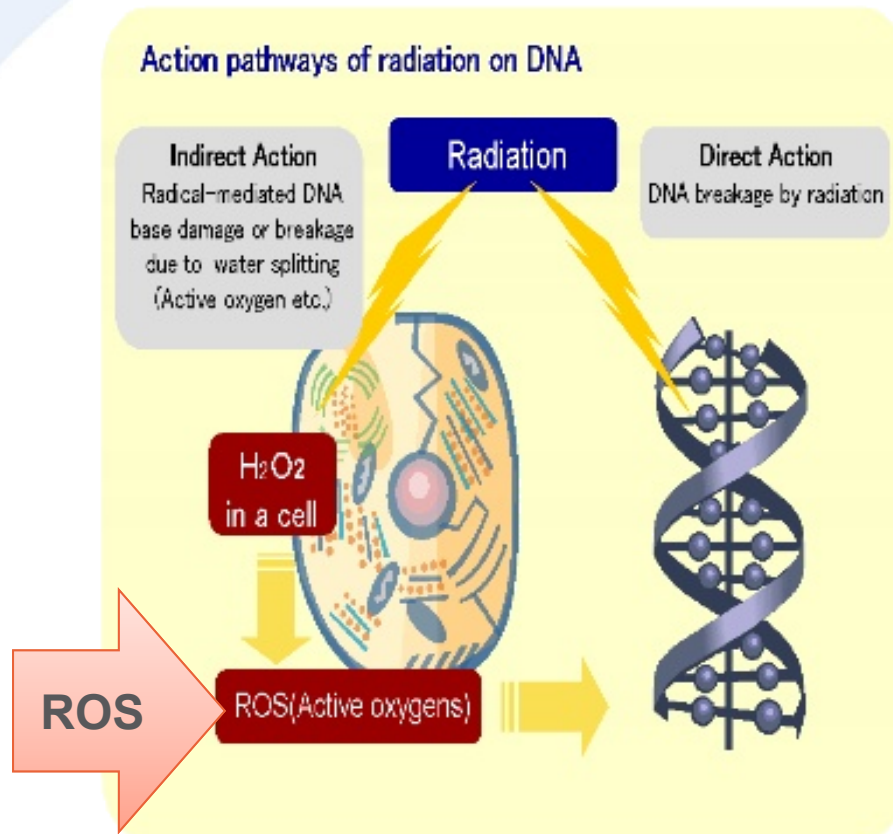 Action pathways of radiation on DNA
Indirect Action
Radical-mediated DNA
base damage or breakage
due to water splitting
(Active oxygen etc.)
Radiation
Direct Action
DNA breakage by radiation
H₂O₂
in a cell
ROS
ROS(Active oxygens)